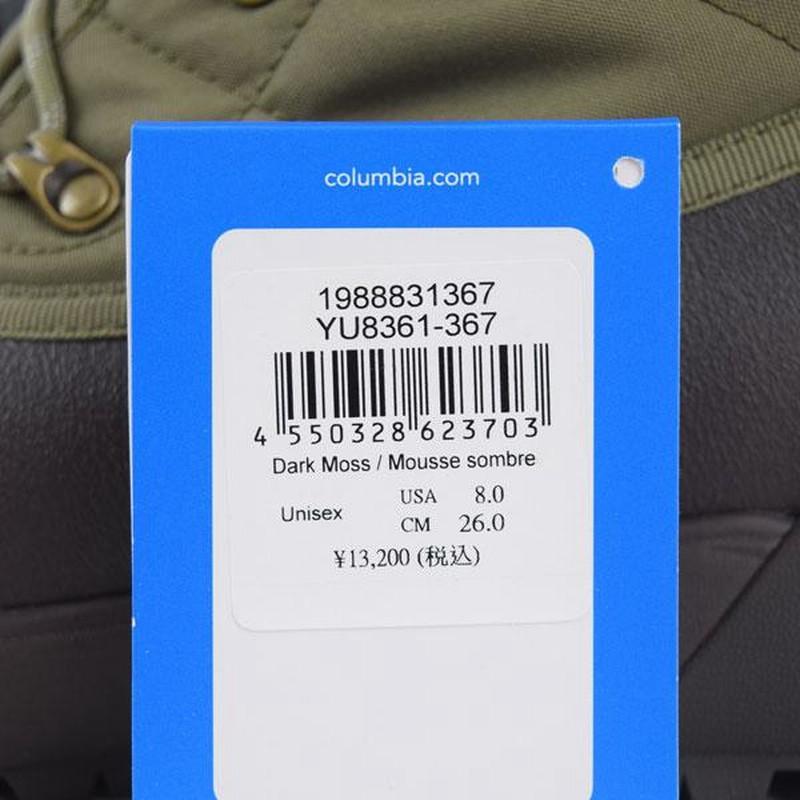 columbia.com
1988831367
YU8361-367
4 550328 623703
Dark Moss / Mousse sombre
Unisex
USA 8.0
CM 26.0
¥13,200 (税込)